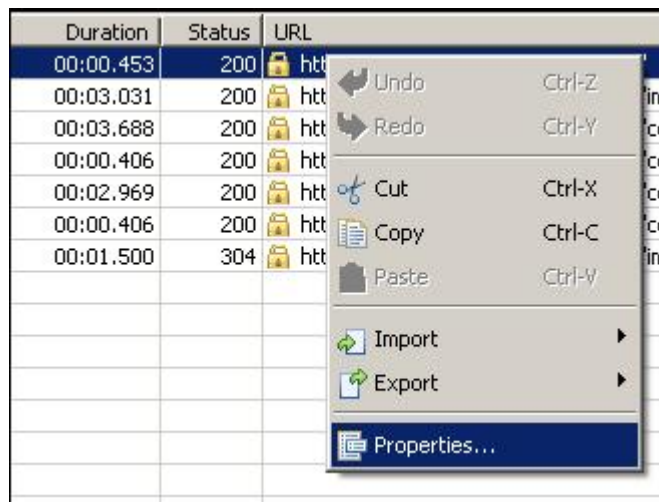 Duration Status URL
00:00.453 200 htt
00:03.031 200 htt
00:03.688 200 htt
00:00.406 200 htt
00:02.969 200 htt
00:00.406 200 htt
00:01.500 304 htt
Undo Ctrl-Z
Redo Ctrl-Y
Cut Ctrl-X
Copy Ctrl-C
Paste Ctrl-V
Import
Export
Properties...